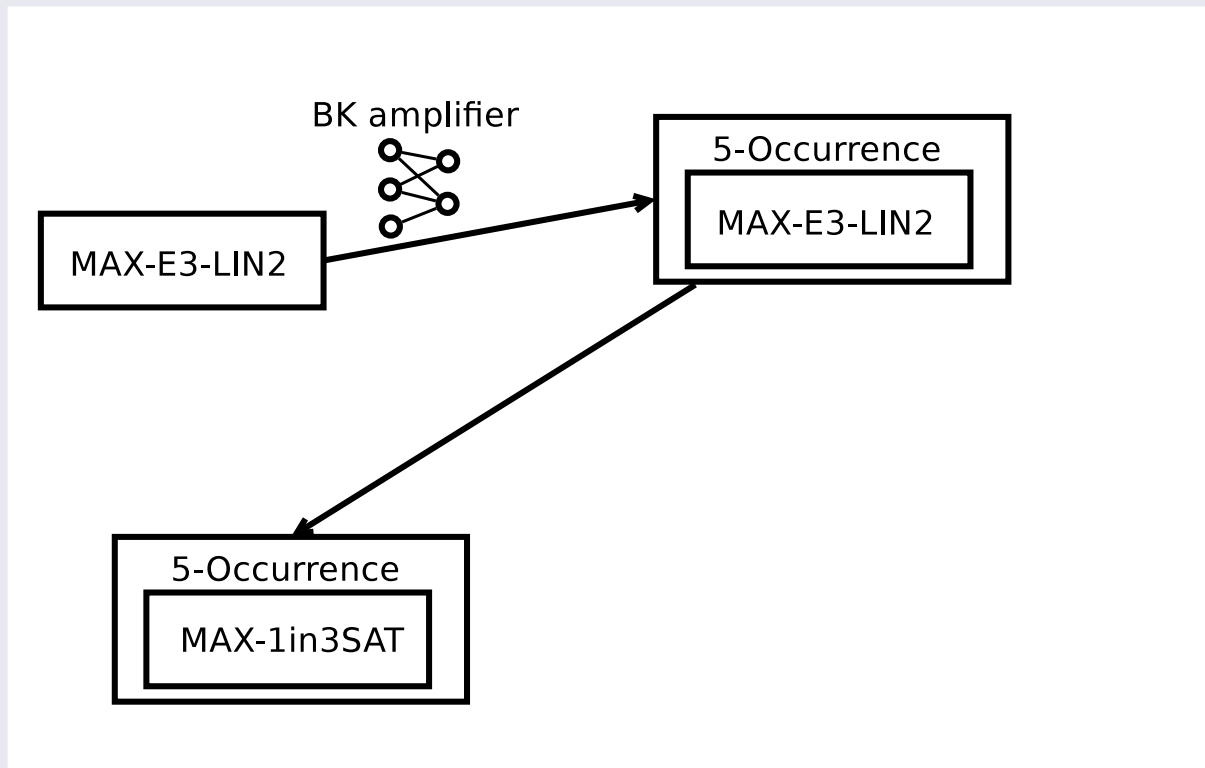 BK amplifier
5-Occurrence
MAX-E3-LIN2
MAX-E3-LIN2
5-Occurrence
MAX-1in3SAT